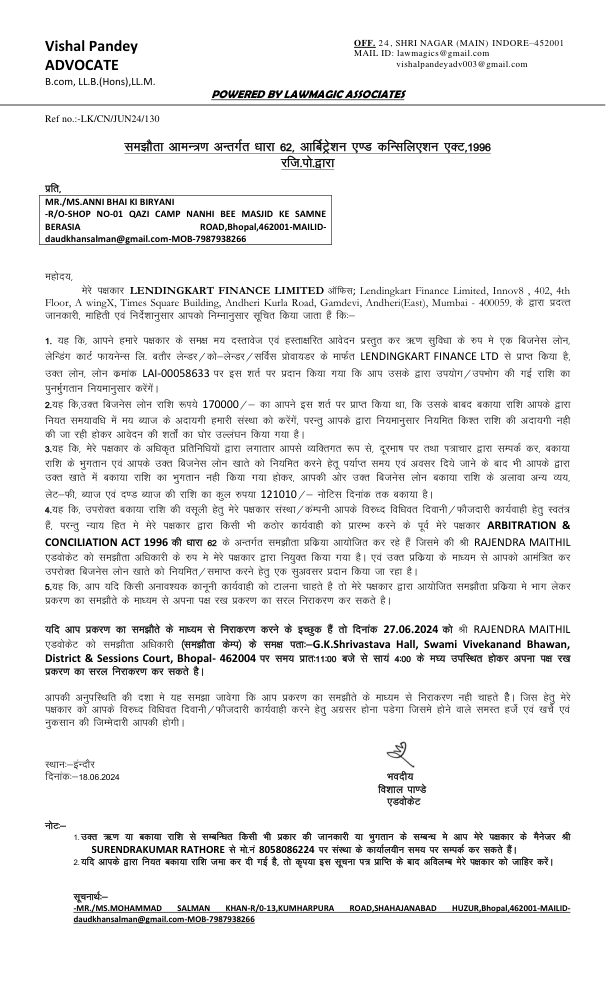 Vishal Pandey
ADVOCATE
B.com, LL.B.(Hons),LL.M.
OFF. 24, SHRI NAGAR (MAIN) INDORE–452001
MAIL ID: lawmagics@gmail.com
vishalpandeyadv003@gmail.com
POWERED BY LAWMAGIC ASSOCIATES
Ref no.:-LK/CN/JUN24/130
समझौता आमन्त्रण अन्तर्गत धारा 62, आर्बिट्रेशन एण्ड कन्सिलिएशन एक्ट,1996
रजि.पो.द्वारा
प्रति,
MR./MS.ANNI BHAI KI BIRYANI
-R/O-SHOP NO-01 QAZI CAMP NANHI BEE MASJID KE SAMNE
BERASIA ROAD,Bhopal,462001-MAILID-
daudkhansalman@gmail.com-MOB-7987938266
महोदय,
मेरे पक्षकार LENDINGKART FINANCE LIMITED ऑफिस; Lendingkart Finance Limited, Innov8 , 402, 4th
Floor, A wingX, Times Square Building, Andheri Kurla Road, Gamdevi, Andheri(East), Mumbai - 400059, के द्वारा प्रदत्त
जानकारी, माहिती एवं निर्देशानुसार आपको निम्नानुसार सूचित किया जाता हैं कि:–
1. यह कि, आपने हमारे पक्षकार के समक्ष मय दस्तावेज एवं हस्ताक्षरित आवेदन प्रस्तुत कर ऋण सुविधा के रुप मे एक बिजनेस लोन,
लेन्डिंग कार्ट फायनेन्स लि. बतौर लेन्डर/को–लेन्डर/सर्विस प्रोवायडर के मार्फत LENDINGKART FINANCE LTD से प्राप्त किया है,
उक्त लोन, लोन क्रमांक LAI-00058633 पर इस शर्त पर प्रदान किया गया कि आप उसके द्वारा उपयोग/उपभोग की गई राशि का
पुनर्मुगतान नियमानुसार करेंगें।
2.यह कि,उक्त बिजनेस लोन राशि रूपये 170000/– का आपने इस शर्त पर प्राप्त किया था, कि उसके बाबद बकाया राशि आपके द्वारा
नियत समयावधि में मय ब्याज के अदायगी हमारी संस्था को करेंगें, परन्तु आपके द्वारा नियमानुसार नियमित किश्त राशि की अदायगी नही
की जा रही होकर आवेदन की शर्तों का घोर उल्लंघन किया गया है।
3.यह कि, मेरे पक्षकार के अधिकृत प्रतिनिधियों द्वारा लगातार आपसे व्यक्तिगत रूप से, दूरभाष पर तथा पत्राचार द्वारा सम्पर्क कर, बकाया
राशि के भुगतान एवं आपके उक्त बिजनेस लोन खाते को नियमित करने हेतू पर्याप्त समय एवं अवसर दिये जाने के बाद भी आपके द्वारा
उक्त खाते में बकाया राशि का भुगतान नही किया गया होकर, आपकी ओर उक्त बिजनेस लोन बकाया राशि के अलावा अन्य व्यय,
लेट–फी, ब्याज एवं दण्ड ब्याज की राशि का कुल रुपया 121010/– नोटिस दिनांक तक बकाया है।
4.यह कि, उपरोक्त बकाया राशि की वसूली हेतु मेरे पक्षकार संस्था/कंम्पनी आपके विरुध्द विधिवत दिवानी/फौजदारी कार्यवाही हेतु स्वतंत्र
हैं, परन्तु न्याय हित मे मेरे पक्षकार द्वारा किसी भी कठोर कार्यवाही को प्रारम्भ करने के पूर्व मेरे पक्षकार ARBITRATION &
CONCILIATION ACT 1996 की धारा 62 के अन्तर्गत समझौता प्रक्रिया आयोजित कर रहे हैं जिसमे की श्री RAJENDRA MAITHIL
एडवोकेट को समझौता अधिकारी के रुप मे मेरे पक्षकार द्वारा नियुक्त किया गया है। एवं उक्त प्रक्रिया के माध्यम से आपको आमंत्रित कर
उपरोक्त बिजनेस लोन खाते को नियमित/समाप्त करने हेतु एक सुअवसर प्रदान किया जा रहा है।
5.यह कि, आप यदि किसी अनावश्यक कानूनी कार्यवाही को टालना चाहते है तो मेरे पक्षकार द्वारा आयोजित समझौता प्रक्रिया मे भाग लेकर
प्रकरण का समझौते के माध्यम से अपना पक्ष रख प्रकरण का सरल निराकरण कर सकते है।
यदि आप प्रकरण का समझौते के माध्यम से निराकरण करने के इच्छुक हैं तो दिनांक 27.06.2024 को श्री RAJENDRA MAITHIL
एडवोकेट को समझौता अधिकारी (समझौता केम्प) के समक्ष पता:–G.K.Shrivastava Hall, Swami Vivekanand Bhawan,
District & Sessions Court, Bhopal- 462004 पर समय प्रात:11:00 बजे से सायं 4:00 के मघ्य उपस्थित होकर अपना पक्ष रख
प्रकरण का सरल निराकरण कर सकते है।
आपकी अनुपस्थिति की दशा मे यह समझा जावेगा कि आप प्रकरण का समझौते के माध्यम से निराकरण नही चाहते हैै। जिस हेतु मेरे
पक्षकार को आपके विरुध्द विधिवत दिवानी/फौजदारी कार्यवाही करने हेतु अग्रसर होना पडेगा जिसमे होने वाले समस्त हर्जे एवं खर्चे एवं
नुकसान की जिम्मेदारी आपकी होगी।
स्थान:–इंन्दौर
दिनांक:–18.06.2024
भवदीय
विशाल पाण्डे
एडवोकेट
नोट:–
1.उक्त ऋण या बकाया राशि से सम्बन्धित किसी भी प्रकार की जानकारी या भुगतान के सम्बन्ध मे आप मेरे पक्षकार के मैनेजर श्री
SURENDRAKUMAR RATHORE से मो.नं 8058086224 पर संस्था के कार्यालयीन समय पर सम्पर्क कर सकते हैं।
2.यदि आपके द्वारा नियत बकाया राशि जमा कर दी गई है, तो कृपया इस सूचना पत्र प्राप्ति के बाद अविलम्ब मेरे पक्षकार को जाहिर करें।
सूचनार्थ:–
-MR./MS.MOHAMMAD SALMAN KHAN-R/0-13,KUMHARPURA ROAD,SHAHAJANABAD HUZUR,Bhopal,462001-MAILID-
daudkhansalman@gmail.com-MOB-7987938266